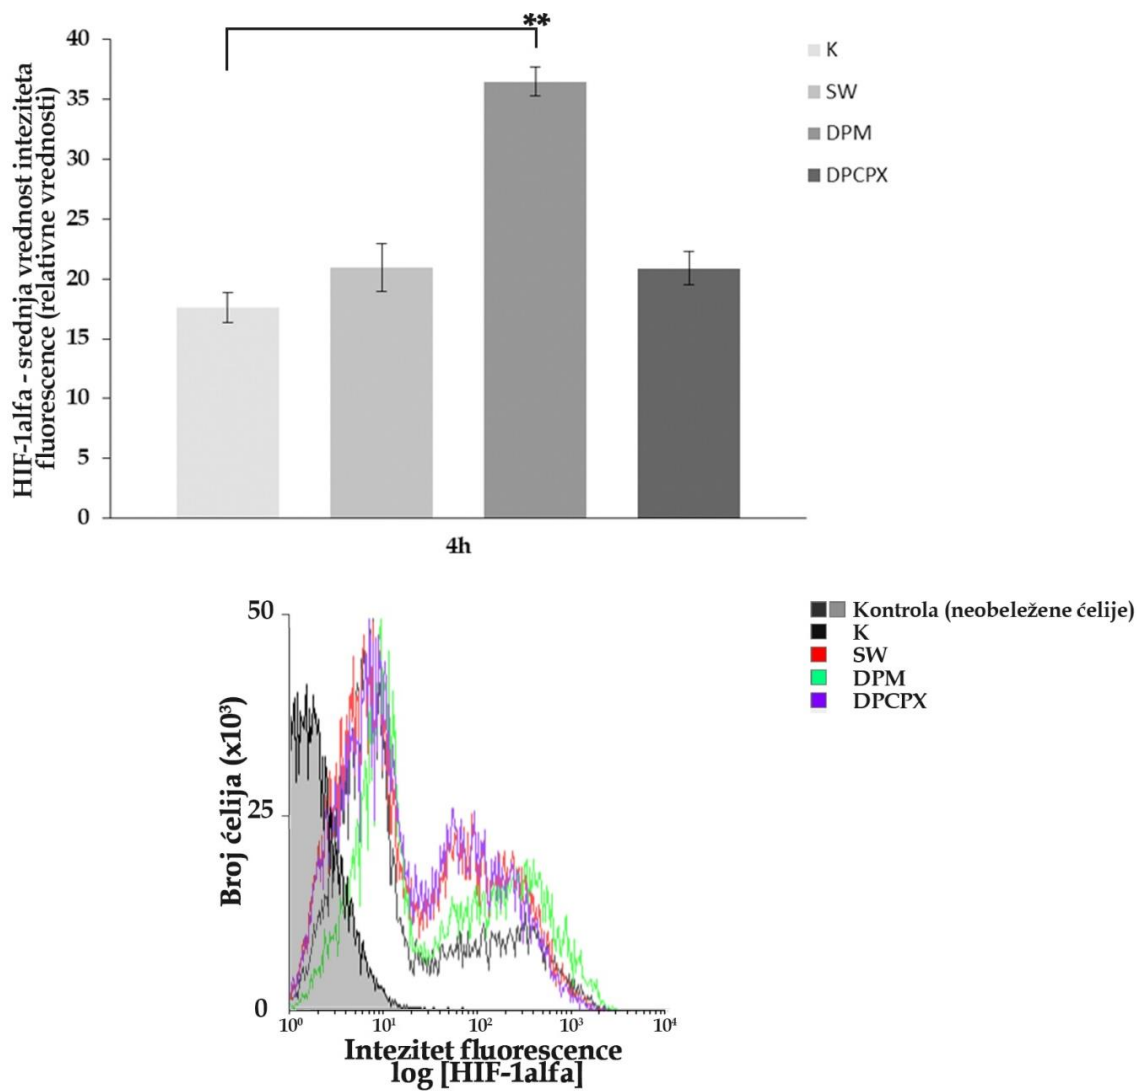 **
40
35
30
25
20
15
10
5
0
HIF-1alfa - srednja vrednost inteziteta
fluorescence (relativne vrednosti)
4h
K
SW
DPM
DPCPX
50
25
0
Broj ćelija (x10³)
10⁰ 10¹ 10² 10³ 10⁴
Intezitet fluorescence
log [HIF-1alfa]
Kontrola (neobeležene ćelije)
K
SW
DPM
DPCPX